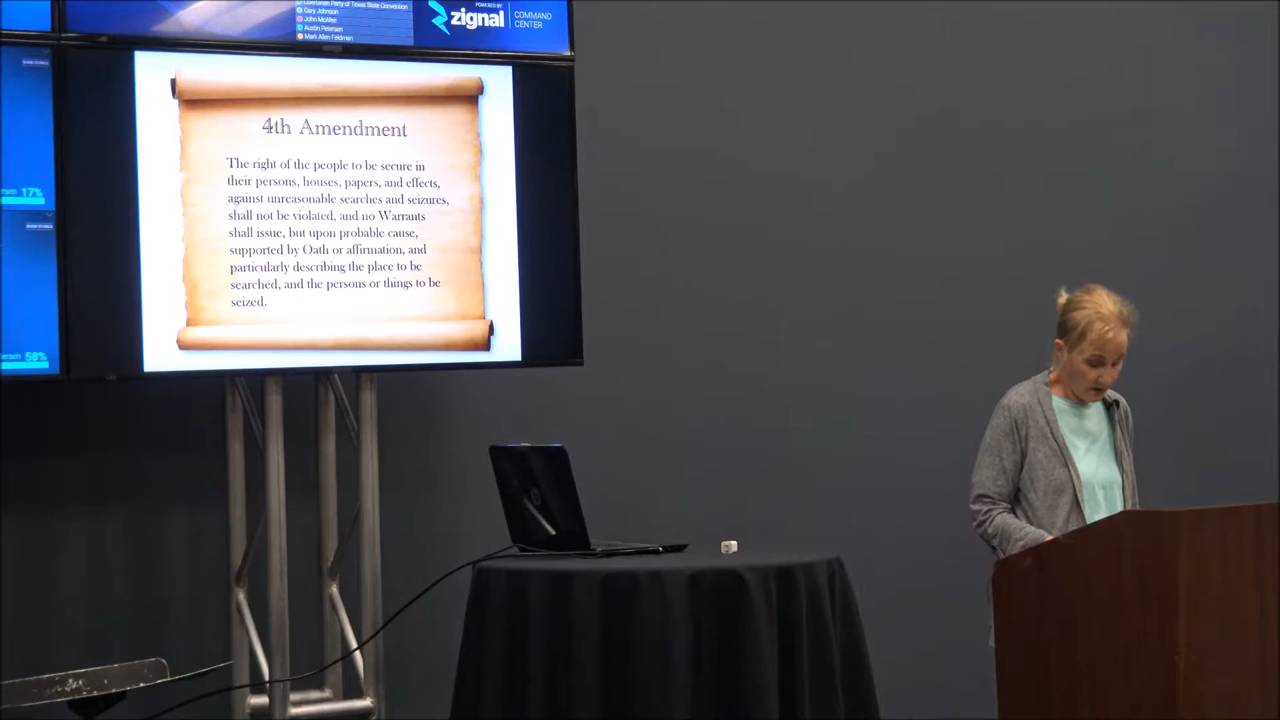 Libertarian Party of Texas State Convention
Gary Johnson
John McAfee
Austin Petersen
Mark Allen Feldman
POWERED BY
zignal
COMMAND
CENTER
17%
58%
4th Amendment
The right of the people to be secure in
their persons, houses, papers, and effects,
against unreasonable searches and seizures,
shall not be violated, and no Warrants
shall issue, but upon probable cause,
supported by Oath or affirmation, and
particularly describing the place to be
searched, and the persons or things to be
seized.